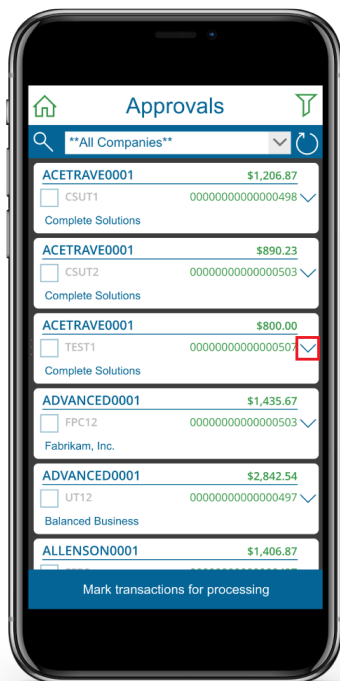 Approvals
**All Companies**
ACETRAVE0001 $1,206.87
CSUT1 00000000000000498
Complete Solutions
ACETRAVE0001 $890.23
CSUT2 00000000000000503
Complete Solutions
ACETRAVE0001 $800.00
TEST1 00000000000000507
Complete Solutions
ADVANCED0001 $1,435.67
FPC12 00000000000000503
Fabrikam, Inc.
ADVANCED0001 $2,842.54
UT12 00000000000000497
Balanced Business
ALLENSON0001 $1,406.87
Mark transactions for processing